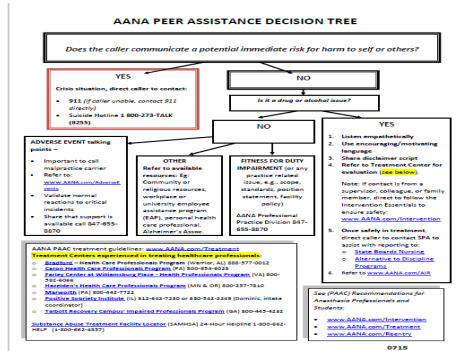 AANA PEER ASSISTANCE DECISION TREE
Does the caller communicate a potential immediate risk for harm to self or others?
YES
Crisis situation, direct caller to contact:
• 911 (if caller unable, contact 911
directly)
• Suicide Hotline 1 800-273-TALK
(8255)
NO
Is it a drug or alcohol issue?
NO
YES
1. Listen empathetically
2. Use encouraging/motivating
language
3. Share disclaimer script
4. Refer to Treatment Center for
evaluation (see below).
Note: If contact is from a
supervisor, colleague, or family
member, direct to follow the
Intervention Essentials to
ensure safety:
www.AANA.com/Intervention
5. Once safely in treatment,
direct caller to contact SPA to
assist with reporting to:
o State Boards Nursing
o Alternative to Discipline
Programs
6. Refer to www.AANA.com/AIR
ADVERSE EVENT talking
points –
• Important to call
malpractice carrier
• Refer to:
www.AANA.com/AdverseE
vents
• Validate normal
reactions to critical
incidents
• Share that support is
available call 847-655-
8870
OTHER
Refer to available
resources: Eg:
Community or
religious resources,
workplace or
university employee
assistance program
(EAP), personal health
care professional,
Alzheimer's Assoc.
FITNESS FOR DUTY
IMPAIRMENT (or any
practice related
issue, e.g., scope,
standards, position
statement, facility
policy)
AANA Professional
Practice Division 847-
655-8870
AANA PAAC treatment guidelines: www.AANA.com/Treatment
Treatment Centers experienced in treating healthcare professionals:
o Bradford – Health Care Professionals Program (Warrior, AL) 888-577-0012
o Caron Health Care Professionals Program (PA) 800-854-6023
o Farley Center at Williamsburg Place - Health Care Professionals Program (VA) 800-
582-6066
o Hazelden's Health Care Professionals Program (MN & OR) 800-257-7810
o Marworth (PA) 800-442-7722
o Positive Sobriety Institute (IL) 312-662-7230 or 630-542-2369 (Dominic, intake
coordinator)
o Talbott Recovery Campus' Impaired Professionals Program (GA) 800-445-4232
Substance Abuse Treatment Facility Locator (SAMHSA) 24-Hour Helpline 1-800-662-
HELP (1-800-662-4357)
See (PAAC) Recommendations for
Anesthesia Professionals and
Students:
• www.AANA.com/Intervention
• www.AANA.com/Treatment
• www.AANA.com/Reentry
0715